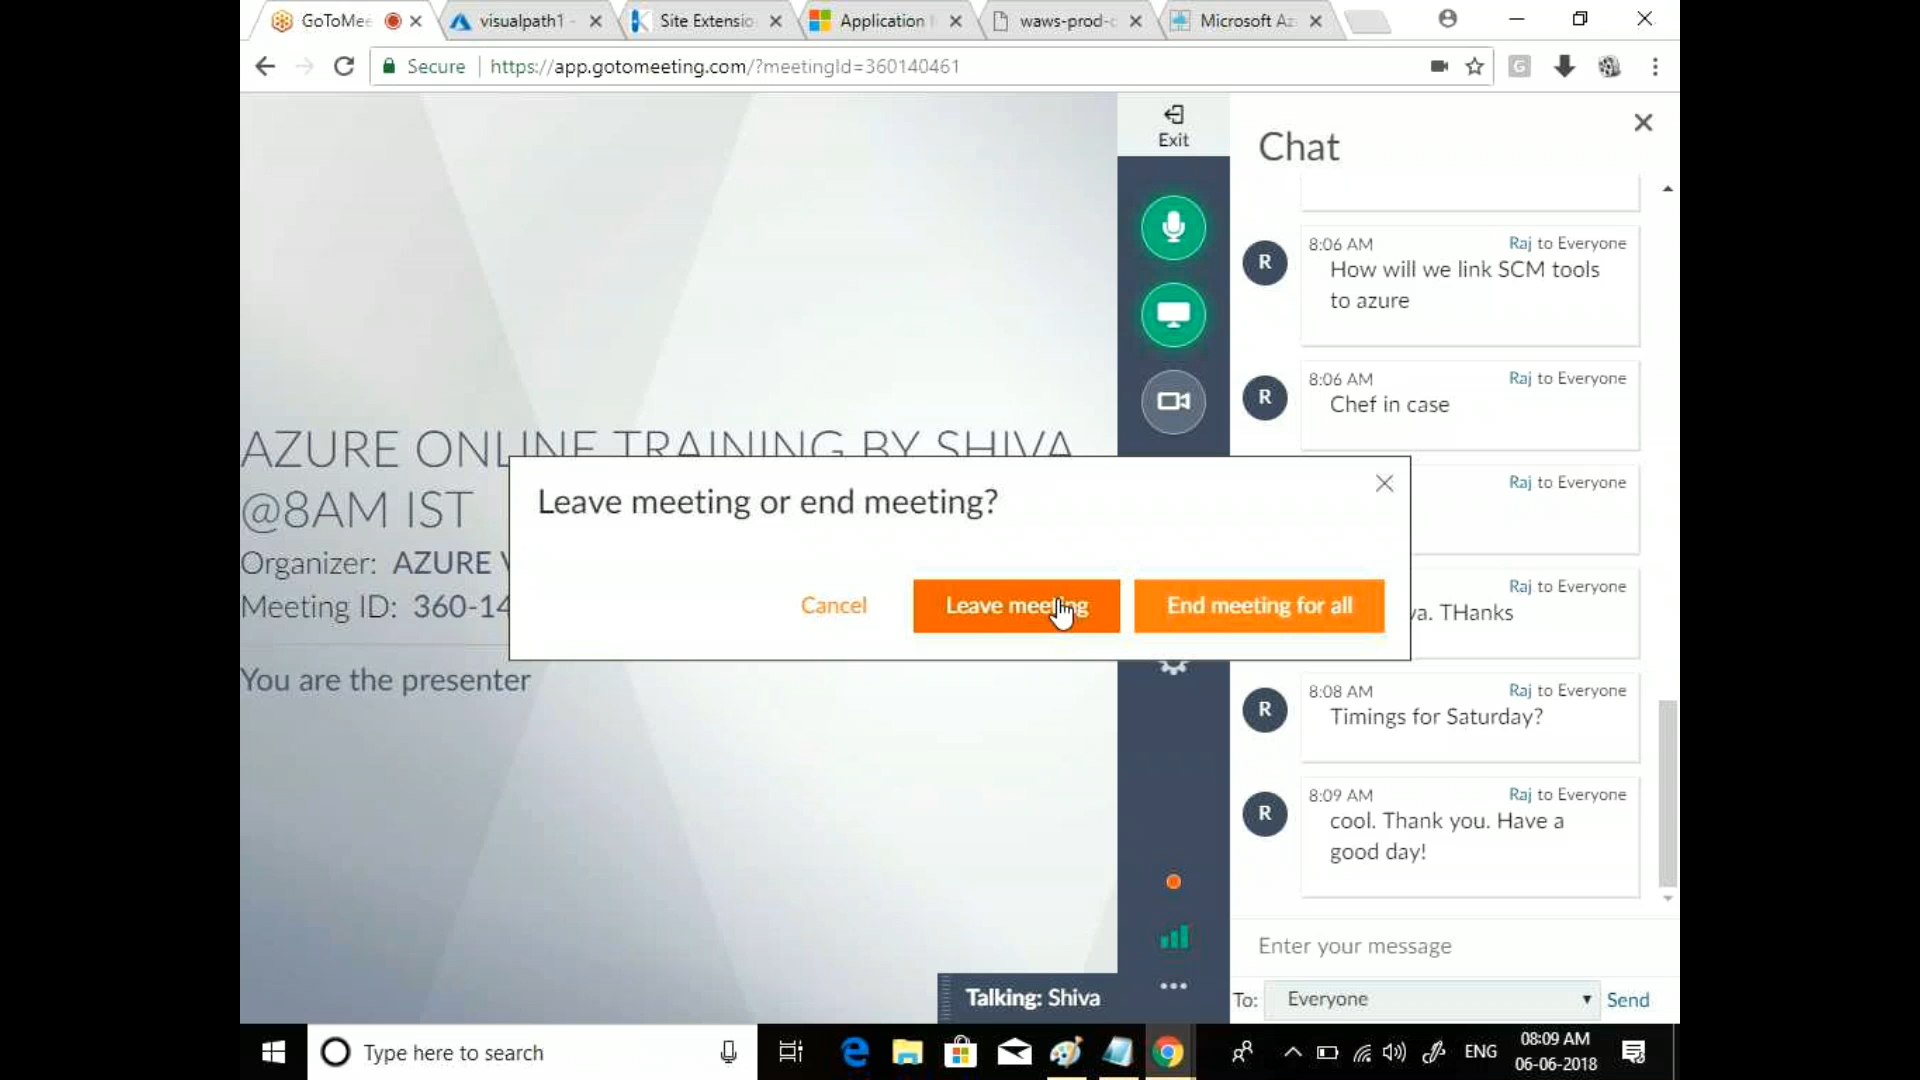 GoToMee
visualpath1 -
Site Extensio
Application
waws-prod-
Microsoft Az
Secure
https://app.gotomeeting.com/?meetingId=360140461
Exit
Chat
8:06 AM
Raj to Everyone
How will we link SCM tools
to azure
8:06 AM
Raj to Everyone
Chef in case
Raj to Everyone
Raj to Everyone
va. THanks
8:08 AM
Raj to Everyone
Timings for Saturday?
8:09 AM
Raj to Everyone
cool. Thank you. Have a
good day!
Enter your message
To:
Everyone
Send
AZURE ONLINE TRAINING BY SHIVA
@8AM IST
Organizer: AZURE
Meeting ID: 360-14
You are the presenter
Leave meeting or end meeting?
Cancel
Leave meeting
End meeting for all
Talking: Shiva
Type here to search
ENG
08:09 AM
06-06-2018
R
R
R
R
G